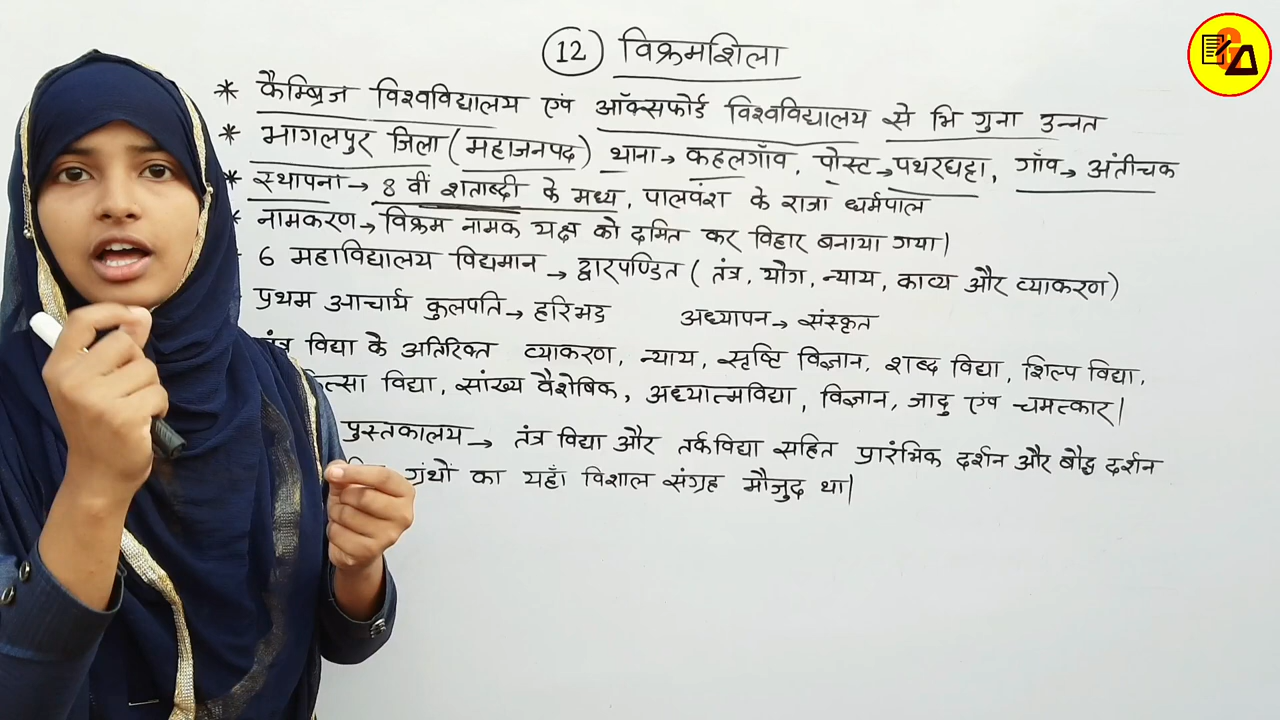 12 विक्रमशिला
* कैम्ब्रिज विश्वविद्यालय एंव ऑक्सफोर्ड विश्वविद्यालय से भि गुना उन्नत
* भागलपुर जिला (महाजनपद) थाना→ कहलगाँव, पोस्ट→पथरघट्टा, गाँव→ अंतीचक
* स्थापना→ 8 वीं शताब्दी के मध्य, पालवंश के राजा धर्मपाल
* नामकरण→ विक्रम नामक यक्ष को दमित कर विहार बनाया गया।
6 महाविद्यालय विद्यमान → द्वारपण्डित ( तंत्र, योग, न्याय, काव्य और व्याकरण)
प्रथम आचार्य कुलपति→ हरिभद्र अध्यापन→ संस्कृत
विद्या के अतिरिक्त व्याकरण, न्याय, सृष्टि विज्ञान, शब्द विद्या, शिल्प विद्या,
विद्या, सांख्य वैशेषिक, अध्यात्मविद्या, विज्ञान, जादु एंव चमत्कार।
पुस्तकालय→ तंत्र विद्या और तर्कविद्या सहित प्रारंभिक दर्शन और बौद्ध दर्शन
ग्रंथों का यहाँ विशाल संग्रह मौजुद था।